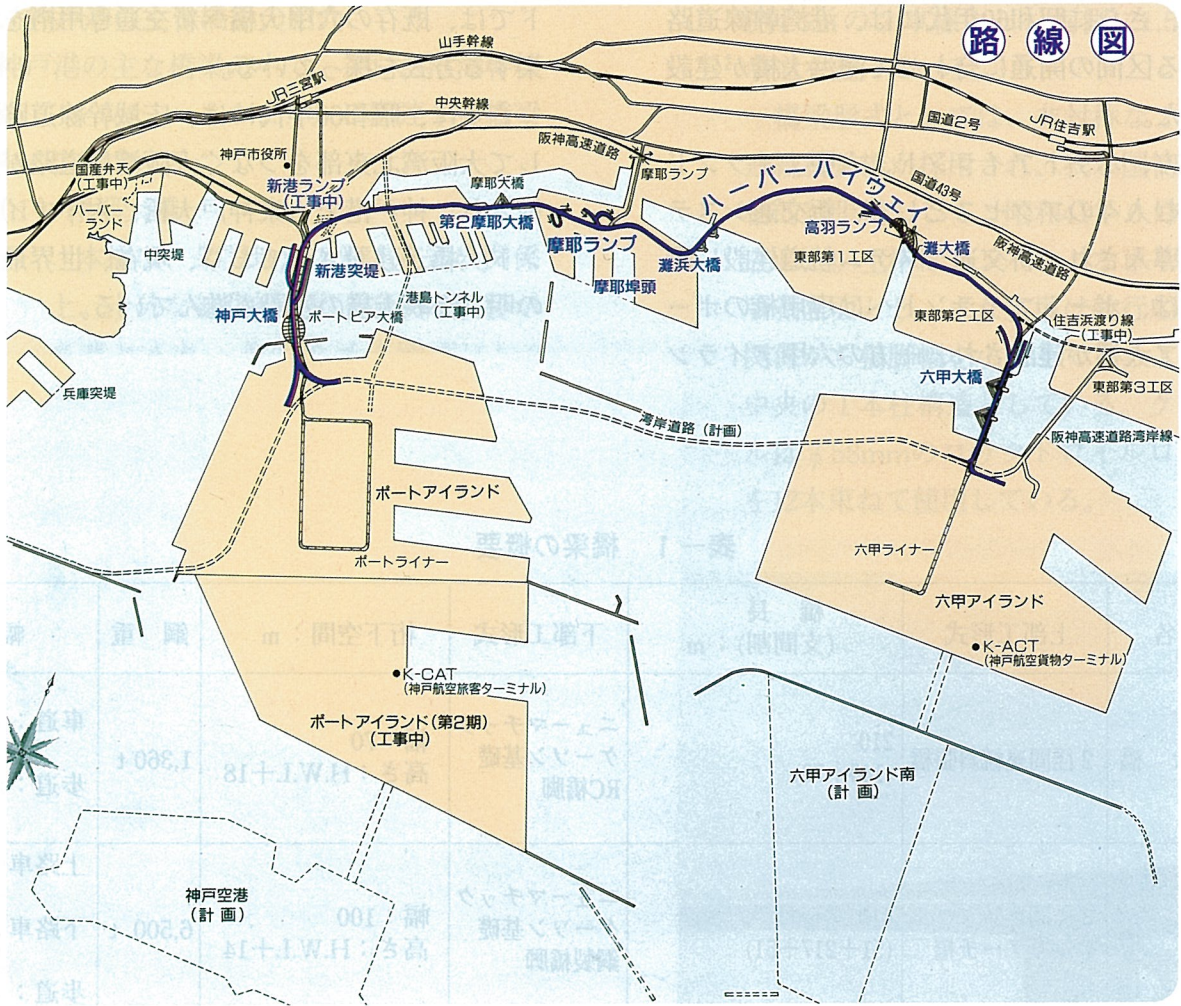 路線図
山手幹線
JR三宮駅
中央幹線
国道2号
JR住吉駅
阪神高速道路
神戸市役所
国産弁天
(工事中)
新港ランプ
(工事中)
摩耶大橋
摩耶ランプ
ハーバーハイウェイ
国道43号
ハーバー
ランド
中突堤
第2摩耶大橋
摩耶ランプ
高羽ランプ
灘大橋
阪神高速道路
新港突堤
灘浜大橋
東部第1工区
摩耶埠頭
港島トンネル
(工事中)
神戸大橋
ポートピア大橋
東部第2工区
住吉浜渡り線
(工事中)
六甲大橋
東部第3工区
兵庫突堤
湾岸道路(計画)
阪神高速道路湾岸線
ポートアイランド
ポートライナー
六甲ライナー
六甲アイランド
K-ACT
(神戸航空貨物ターミナル)
K-CAT
(神戸航空旅客ターミナル)
ポートアイランド(第2期)
(工事中)
六甲アイランド南
(計画)
神戸空港
(計画)